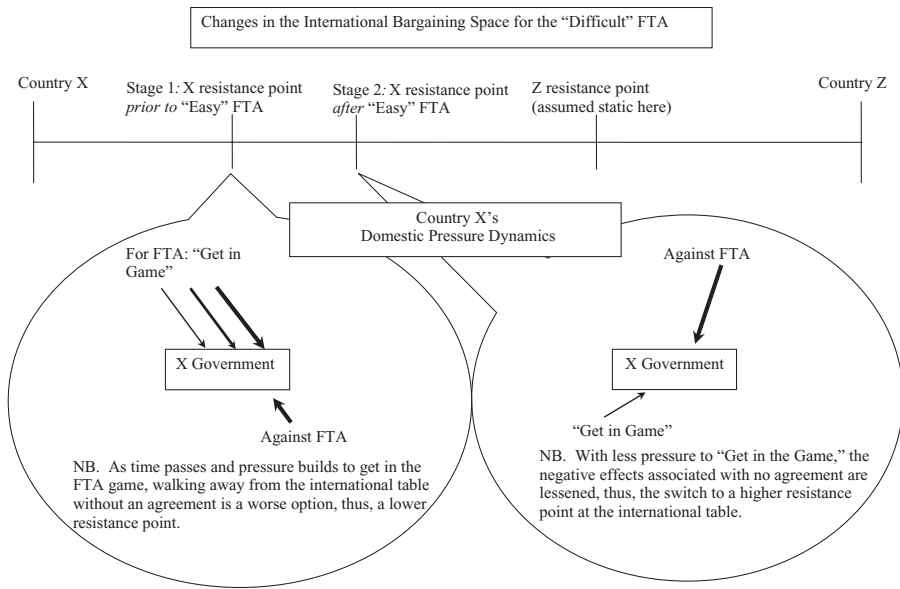 Changes in the International Bargaining Space for the “Difficult” FTA
Country X
Stage 1: X resistance point
prior to “Easy” FTA
Stage 2: X resistance point
after “Easy” FTA
Z resistance point
(assumed static here)
Country Z
Country X’s
Domestic Pressure Dynamics
For FTA: “Get in
Game”
X Government
Against FTA
NB. As time passes and pressure builds to get in the
FTA game, walking away from the international table
without an agreement is a worse option, thus, a lower
resistance point.
Against FTA
X Government
“Get in Game”
NB. With less pressure to “Get in the Game,” the
negative effects associated with no agreement are
lessened, thus, the switch to a higher resistance
point at the international table.